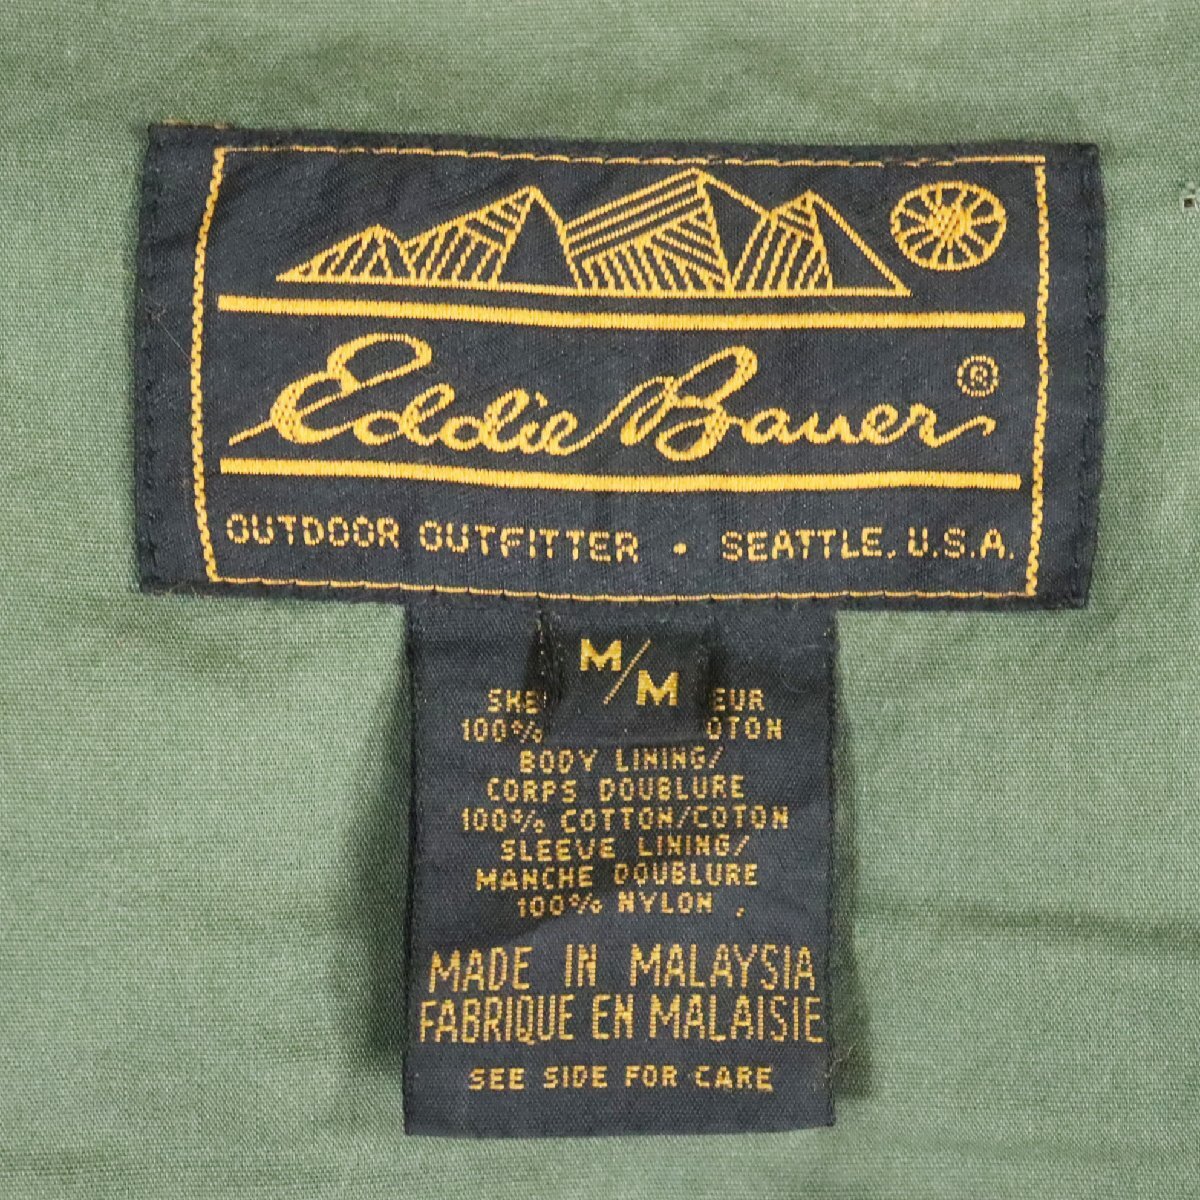 Eddie Bauer ®
OUTDOOR OUTFITTER • SEATTLE, U.S.A.
M/M
100% 
BODY LINING/
CORPS DOUBLURE
100% COTTON/COTON
SLEEVE LINING/
MANCHE DOUBLURE
100% NYLON
MADE IN MALAYSIA
FABRIQUE EN MALAISIE
SEE SIDE FOR CARE